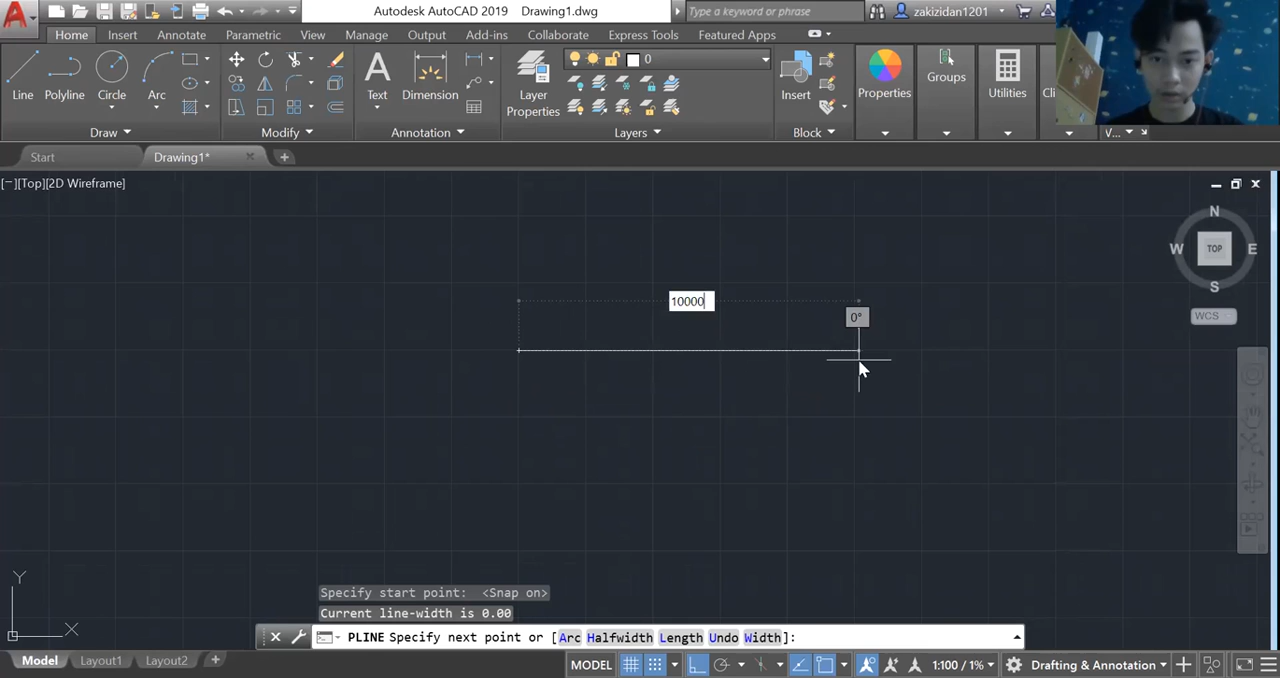 Autodesk AutoCAD 2019 Drawing1.dwg
Type a keyword or phrase
zakizidan1201
Home Insert Annotate Parametric View Manage Output Add-ins Collaborate Express Tools Featured Apps
Line Polyline Circle Arc
Text Dimension
Layer Properties
0
Insert
Properties
Groups
Utilities
Draw Modify Annotation Layers Block V...
Start Drawing1*
[−][Top][2D Wireframe]
N
W TOP E
S
WCS
10000
0°
Y
X
Specify start point: <Snap on>
Current line-width is 0.00
PLINE Specify next point or [Arc Halfwidth Length Undo Width]:
Model Layout1 Layout2
MODEL 1:100 / 1% Drafting & Annotation